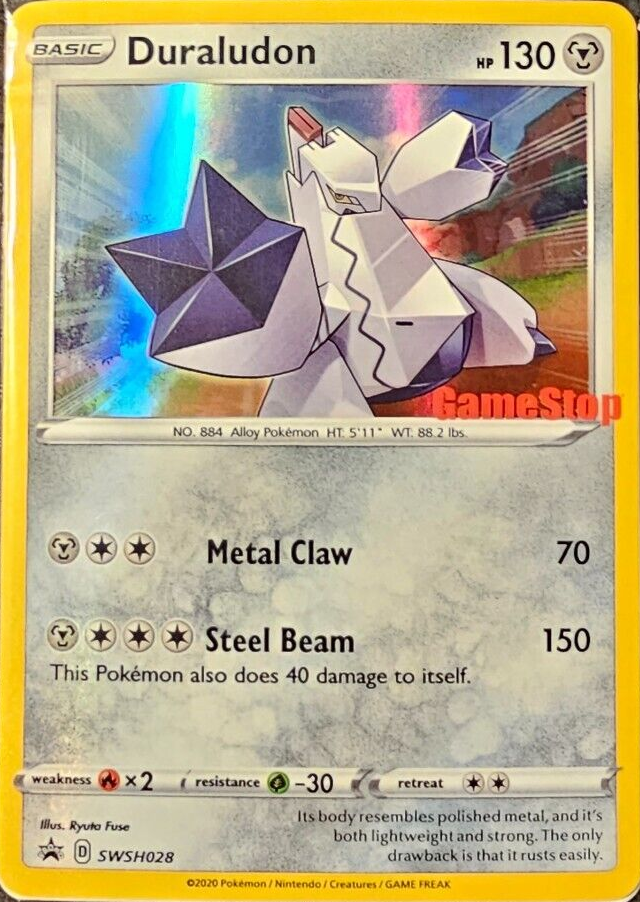 BASIC Duraludon HP 130
GameStop
NO. 884 Alloy Pokémon HT: 5'11" WT: 88.2 lbs.
Metal Claw 70
Steel Beam 150
This Pokémon also does 40 damage to itself.
weakness ×2 resistance -30 retreat
Illus. Ryuta Fuse
D SWSH028
Its body resembles polished metal, and it's
both lightweight and strong. The only
drawback is that it rusts easily.
©2020 Pokémon / Nintendo / Creatures / GAME FREAK